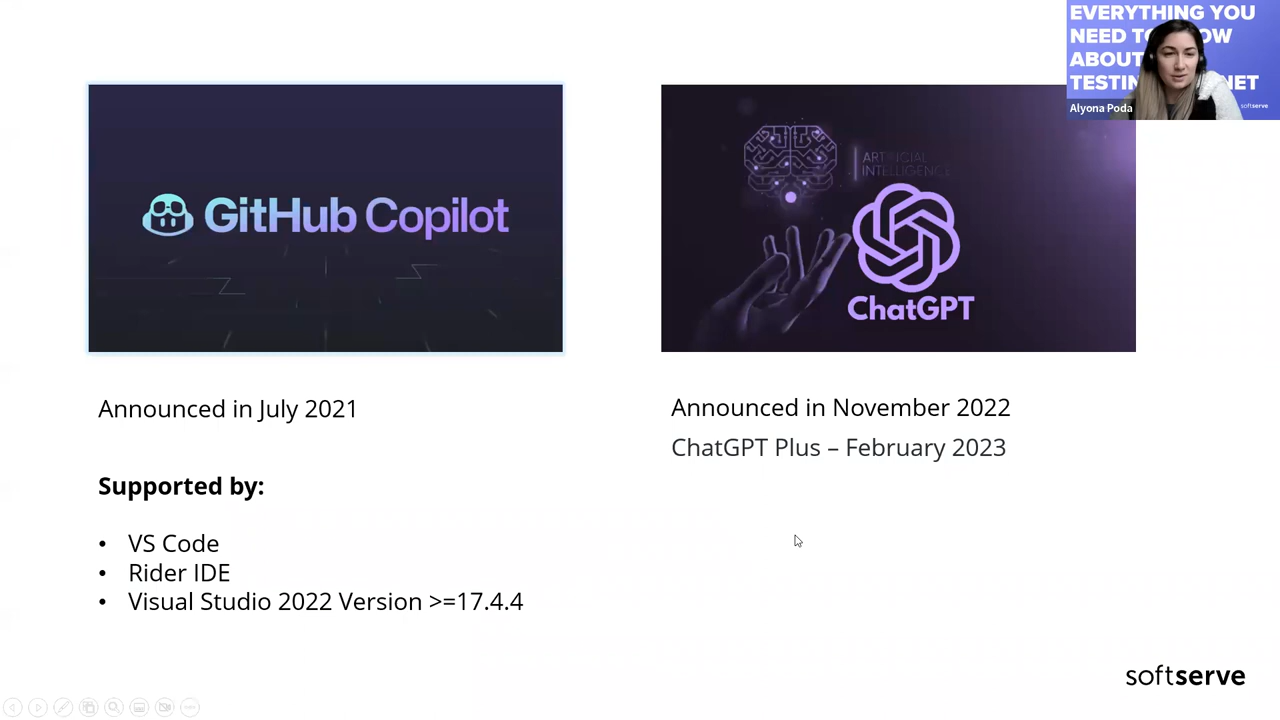 EVERYTHING YOU
NEED TO KNOW
ABOUT
TESTIN NET
softserve
Alyona Poda
GitHub Copilot
ARTIFICIAL
INTELLIGENCE
ChatGPT
Announced in July 2021
Supported by:
• VS Code
• Rider IDE
• Visual Studio 2022 Version >=17.4.4
Announced in November 2022
ChatGPT Plus – February 2023
softserve